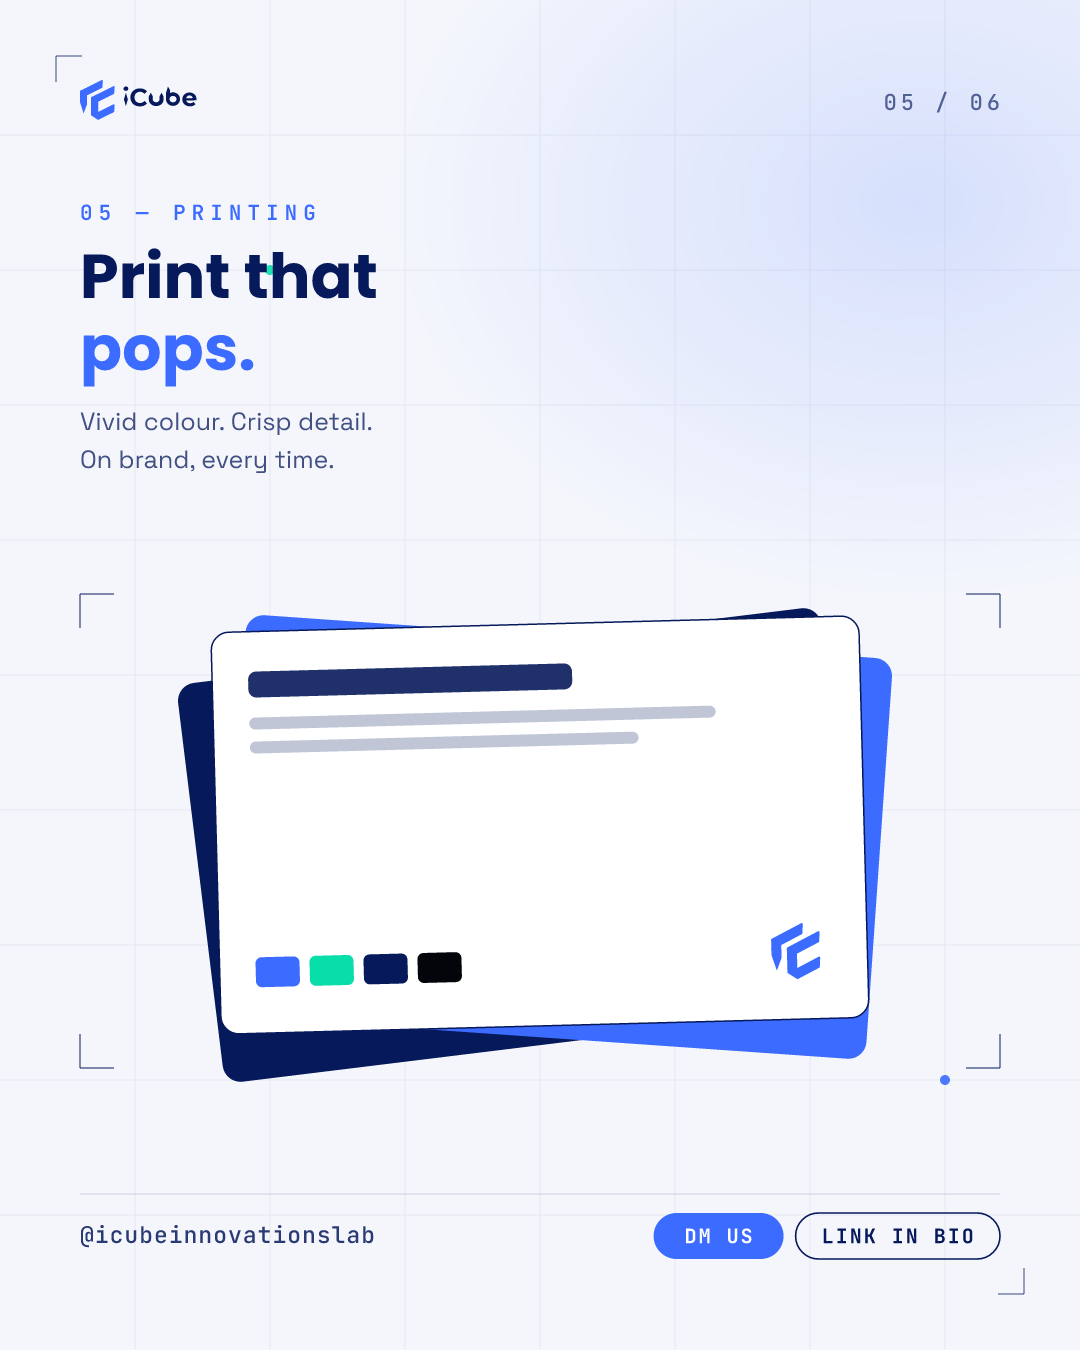 iCube
05 / 06
05 — PRINTING
Print that
pops.
Vivid colour. Crisp detail.
On brand, every time.
@icubeinnovationslab
DM US
LINK IN BIO